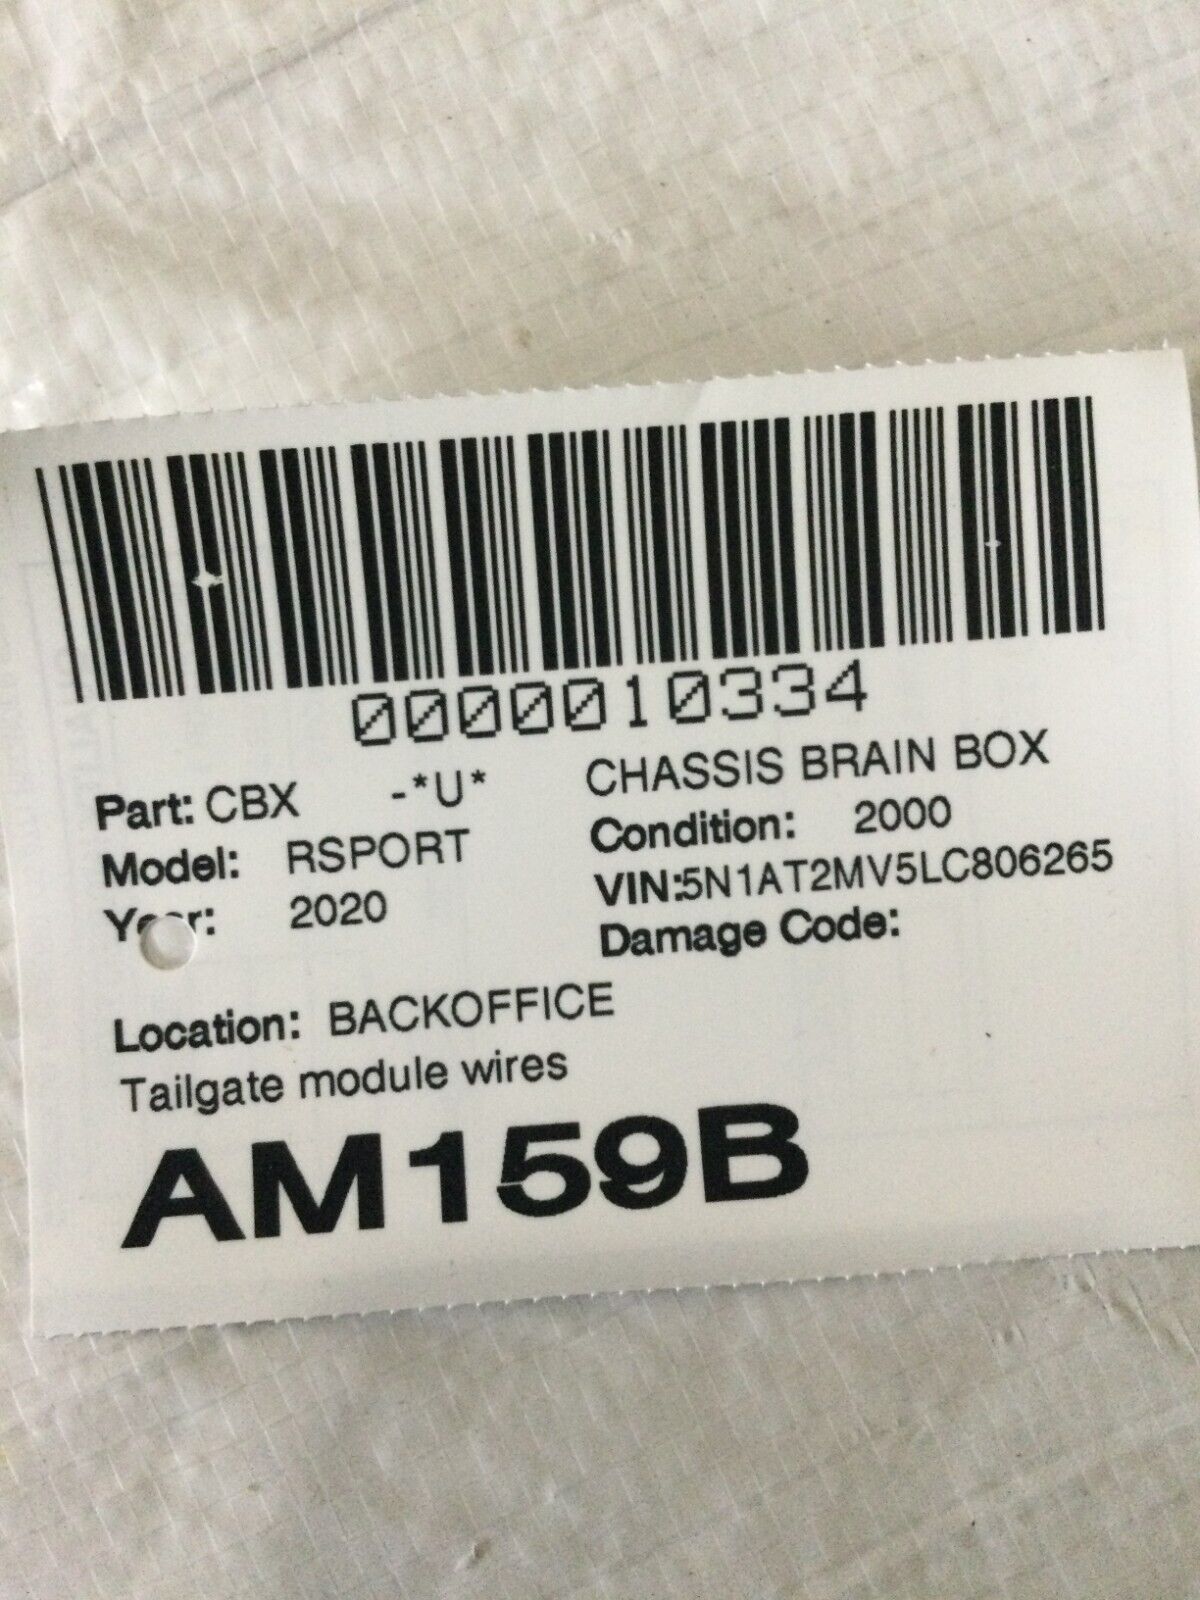 0000010334
Part: CBX -*U* CHASSIS BRAIN BOX
Model: RSPORT Condition: 2000
Year: 2020 VIN:5N1AT2MV5LC806265
Damage Code:
Location: BACKOFFICE
Tailgate module wires
AM159B